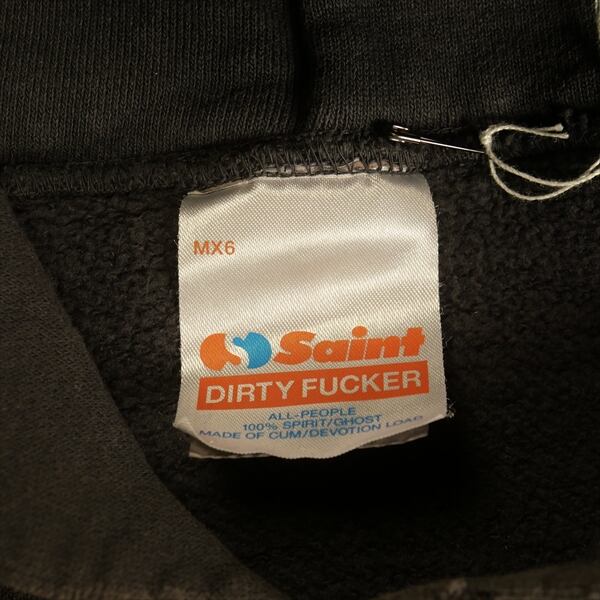 MX6
Saint
DIRTY FUCKER
ALL-PEOPLE
100% SPIRIT/GHOST
MADE OF CUM/DEVOTION LOAD